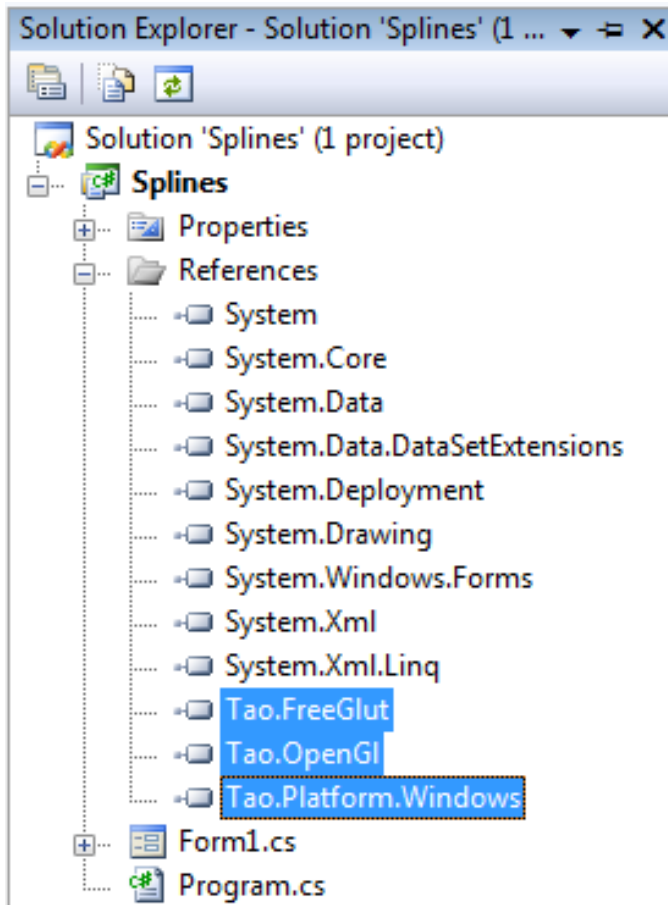 Solution Explorer - Solution 'Splines' (1 ...
Solution 'Splines' (1 project)
Splines
Properties
References
System
System.Core
System.Data
System.Data.DataSetExtensions
System.Deployment
System.Drawing
System.Windows.Forms
System.Xml
System.Xml.Linq
Tao.FreeGlut
Tao.OpenGl
Tao.Platform.Windows
Form1.cs
Program.cs